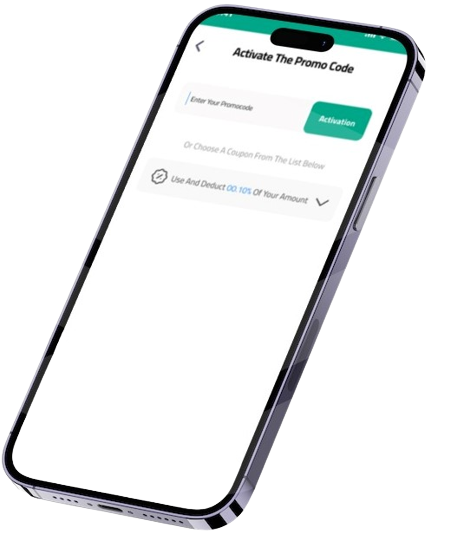 Activate The Promo Code
Enter Your Promocode
Activation
Or Choose A Coupon From The List Below
Use And Deduct 00.10% Of Your Amount